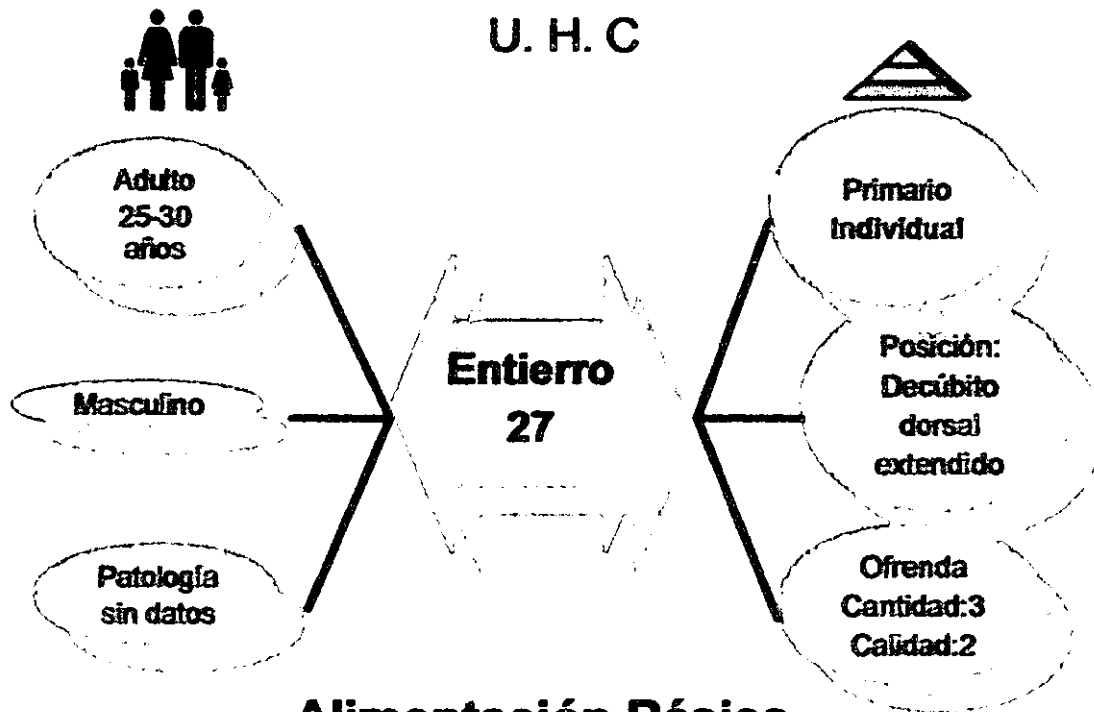 U. H. C
Adulto
25-30
años
Masculino
Patología
sin datos
Entierro
27
Primario
Individual
Posición:
Decúbito
dorsal
extendido
Ofrenda
Cantidad:3
Calidad:2
Alimentación Básica